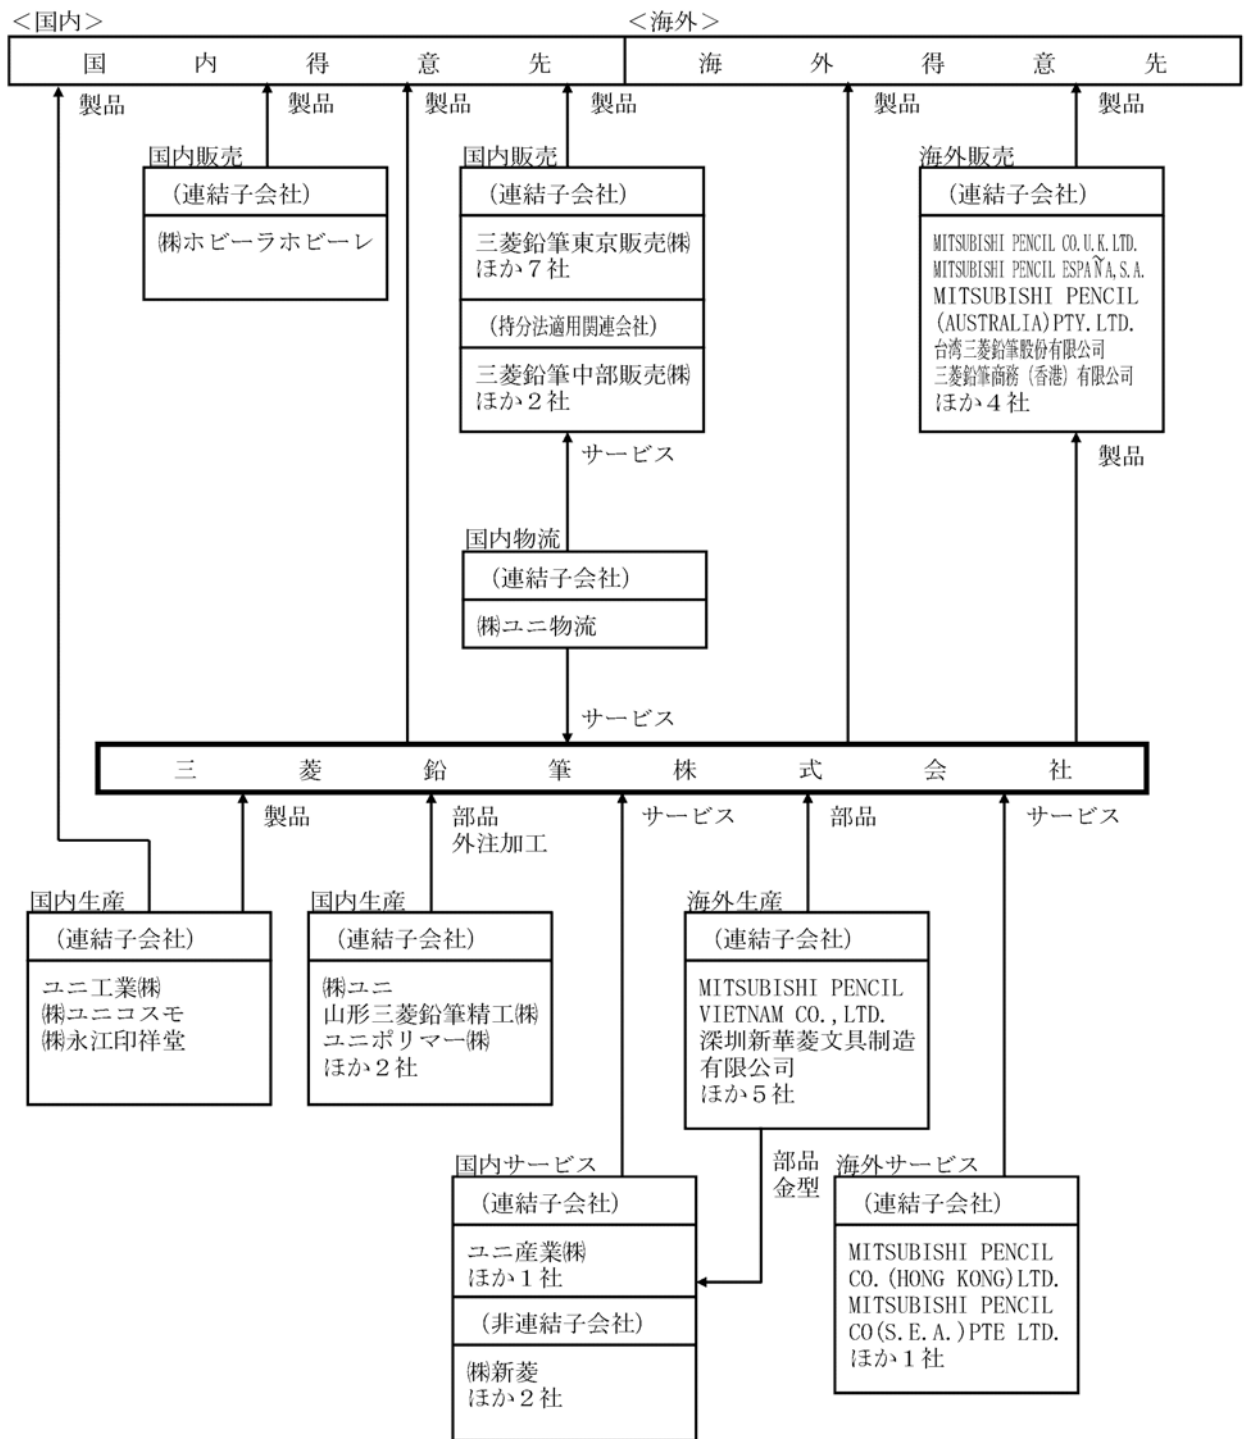 ＜国内＞
＜海外＞
国内得意先
海外得意先
製品
製品
製品
製品
製品
製品
国内販売
(連結子会社)
㈱ホビーラホビーレ
国内販売
(連結子会社)
三菱鉛筆東京販売㈱
ほか７社
(持分法適用関連会社)
三菱鉛筆中部販売㈱
ほか２社
海外販売
(連結子会社)
MITSUBISHI PENCIL CO.U.K.LTD.
MITSUBISHI PENCIL ESPAÑA,S.A.
MITSUBISHI PENCIL
(AUSTRALIA)PTY.LTD.
台湾三菱鉛筆股份有限公司
三菱鉛筆商務（香港）有限公司
ほか４社
サービス
製品
国内物流
(連結子会社)
㈱ユニ物流
サービス
三菱鉛筆株式会社
製品
部品
外注加工
サービス
部品
サービス
国内生産
(連結子会社)
ユニ工業㈱
㈱ユニコスモ
㈱永江印祥堂
国内生産
(連結子会社)
㈱ユニ
山形三菱鉛筆精工㈱
ユニポリマー㈱
ほか２社
海外生産
(連結子会社)
MITSUBISHI PENCIL
VIETNAM CO.,LTD.
深圳新華菱文具制造
有限公司
ほか５社
部品
金型
国内サービス
(連結子会社)
ユニ産業㈱
ほか１社
(非連結子会社)
㈱新菱
ほか２社
海外サービス
(連結子会社)
MITSUBISHI PENCIL
CO.(HONG KONG)LTD.
MITSUBISHI PENCIL
CO(S.E.A.)PTE LTD.
ほか１社